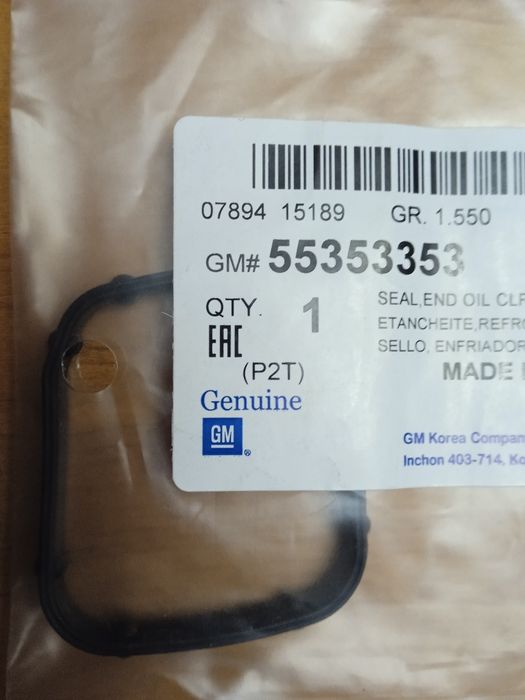 07894 15189 GR. 1.550
GM# 55353353
QTY. 1
SEAL,END OIL CLR
ETANCHEITE,REFRO
SELLO, ENFRIADOR
EAC
(P2T)
MADE
Genuine
GM
®
GM Korea Compan
Inchon 403-714, Ko